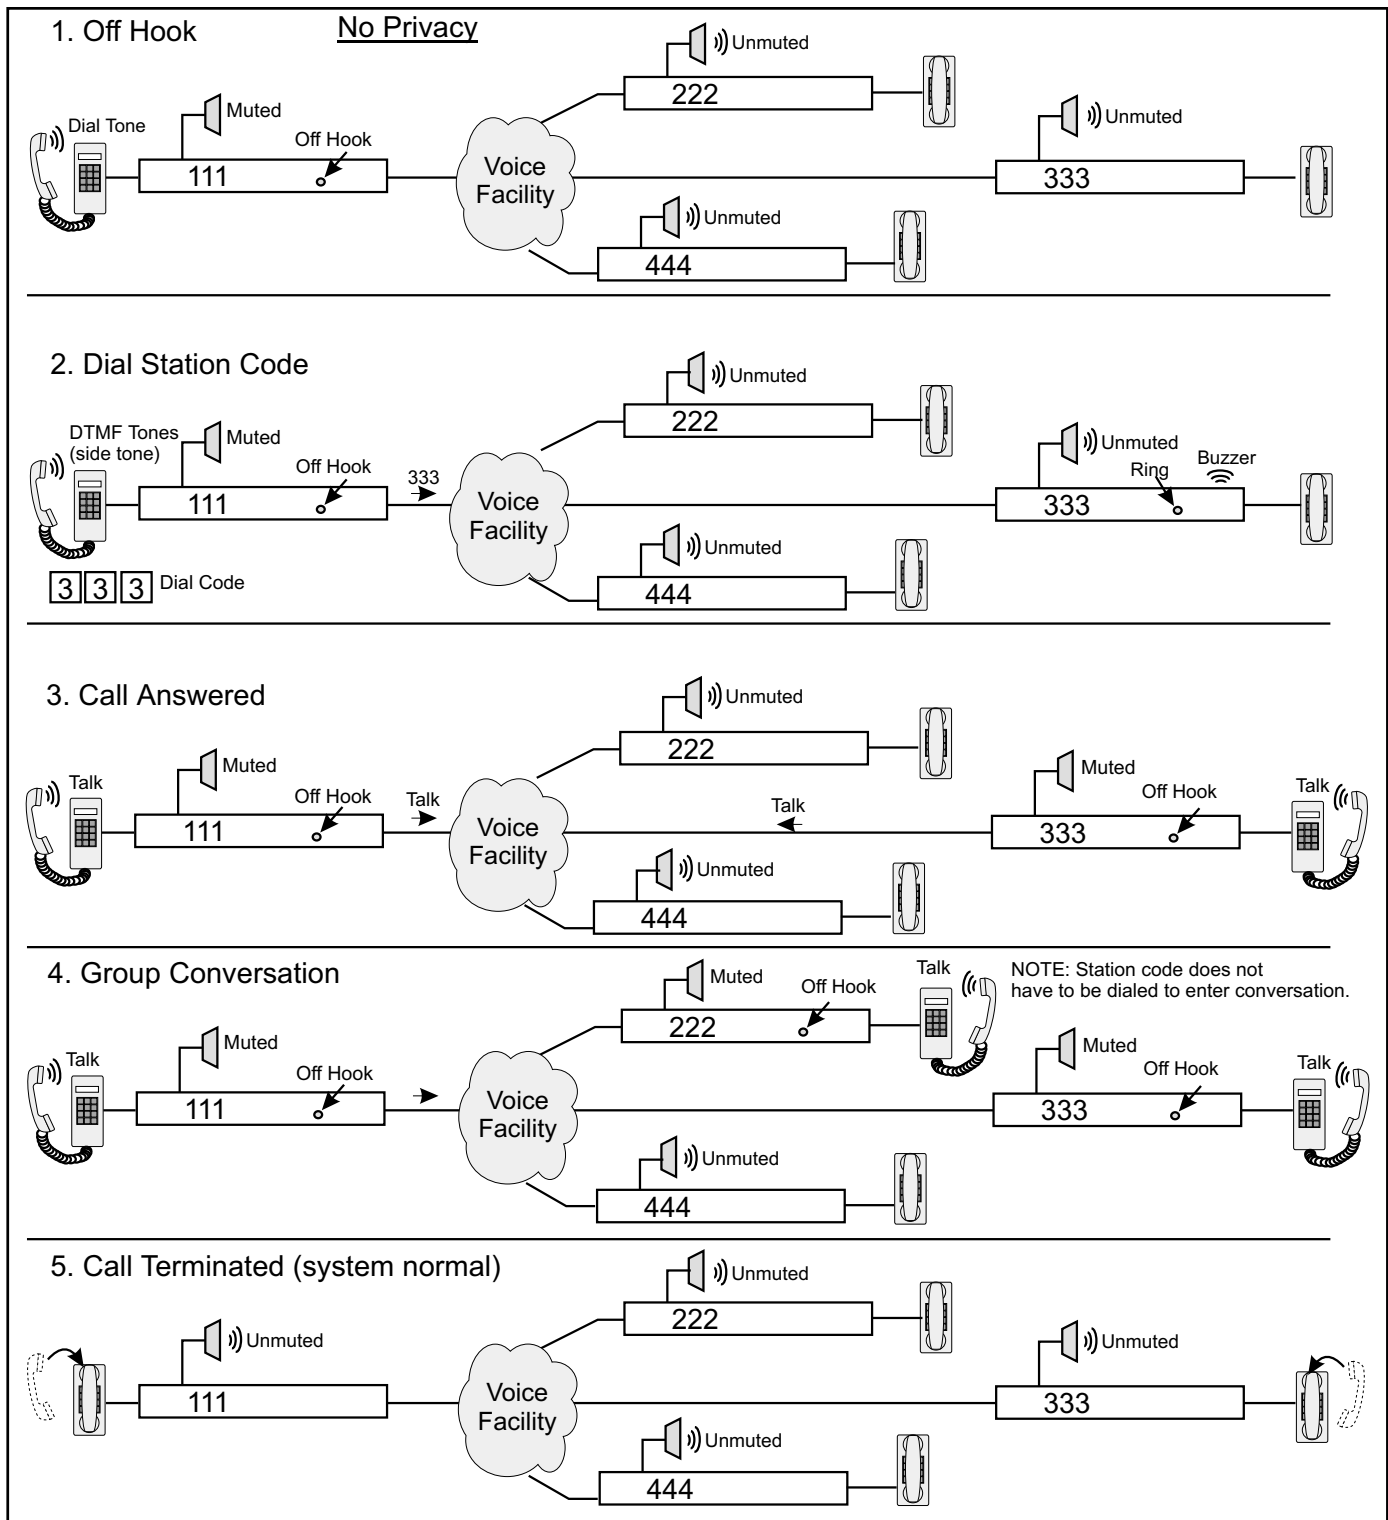 1. Off Hook
No Privacy
Unmuted
222
Muted
Dial Tone
Off Hook
111
Voice
Facility
Unmuted
333
Unmuted
444
2. Dial Station Code
Unmuted
222
DTMF Tones
(side tone)
Muted
Off Hook
111
333
Voice
Facility
Unmuted
Ring
Buzzer
333
Unmuted
444
3 3 3 Dial Code
3. Call Answered
Unmuted
222
Talk
Muted
Off Hook
111
Talk
Voice
Facility
Talk
Muted
Off Hook
333
Talk
Unmuted
444
4. Group Conversation
Muted
Off Hook
222
Talk
NOTE: Station code does not
have to be dialed to enter conversation.
Talk
Muted
Off Hook
111
Voice
Facility
Muted
Off Hook
333
Talk
Unmuted
444
5. Call Terminated (system normal)
Unmuted
222
Unmuted
111
Voice
Facility
Unmuted
333
Unmuted
444